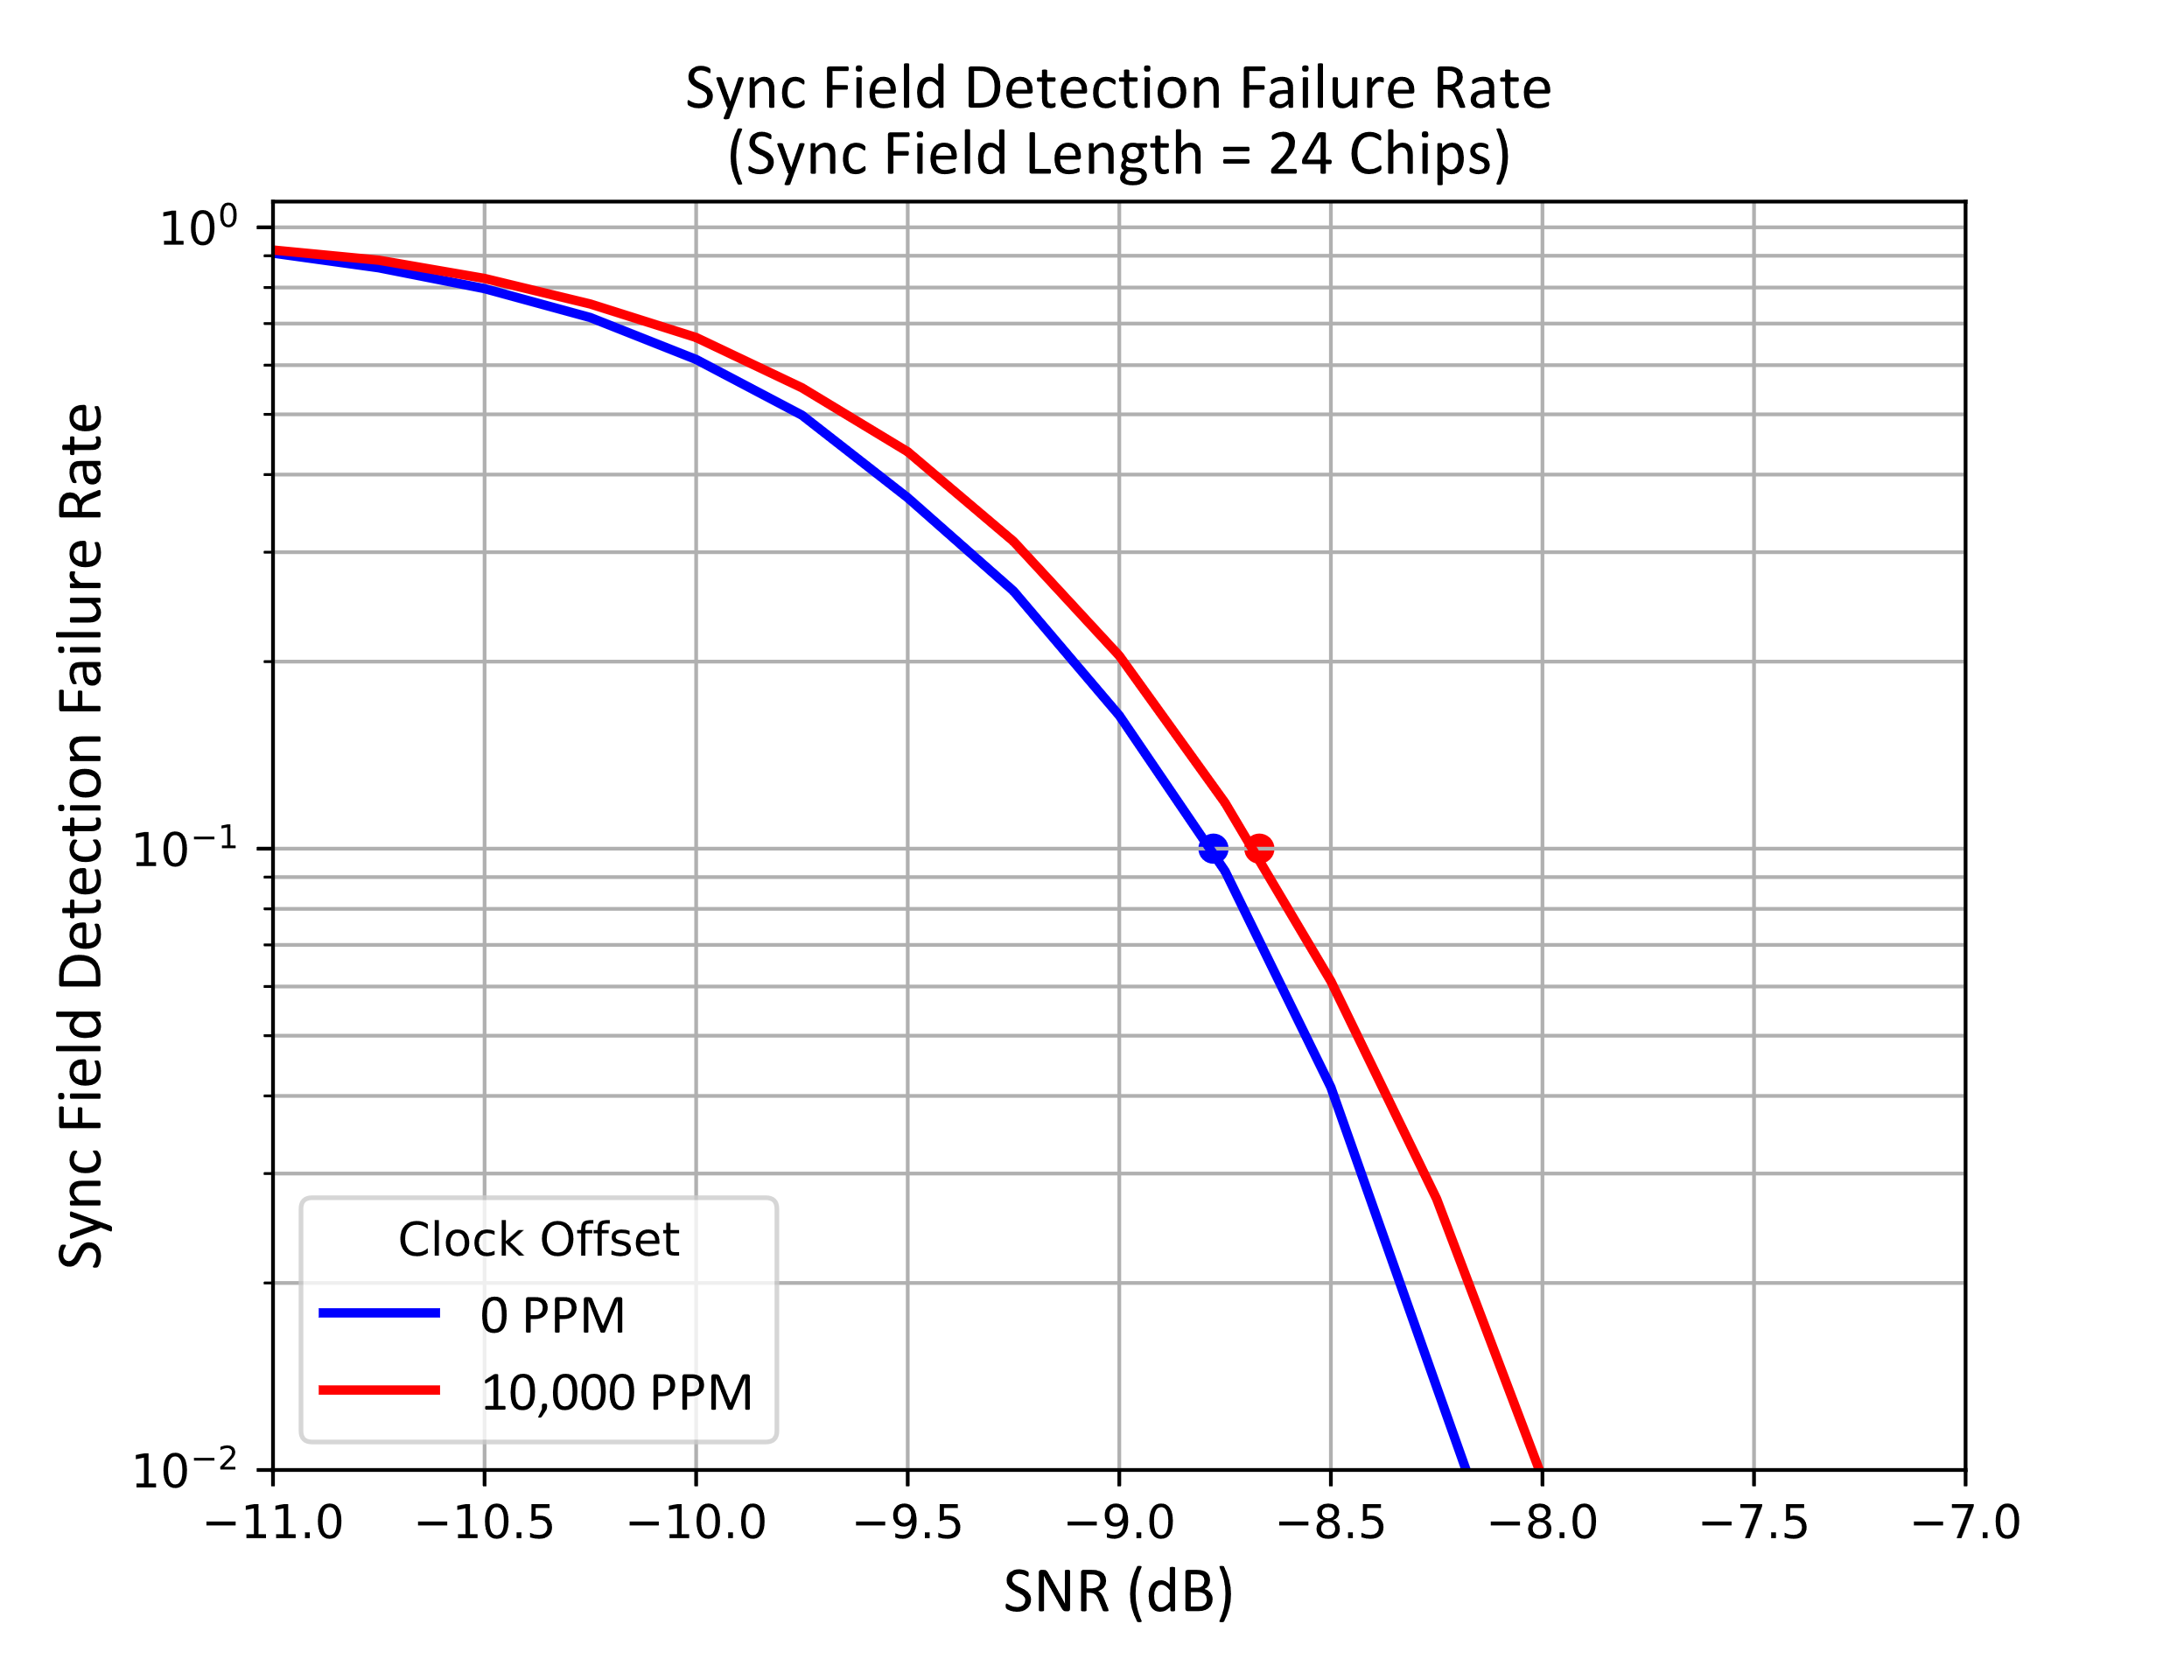 Sync Field Detection Failure Rate
(Sync Field Length = 24 Chips)
Sync Field Detection Failure Rate
10⁰
10⁻¹
10⁻²
Clock Offset
0 PPM
10,000 PPM
−11.0 −10.5 −10.0 −9.5 −9.0 −8.5 −8.0 −7.5 −7.0
SNR (dB)